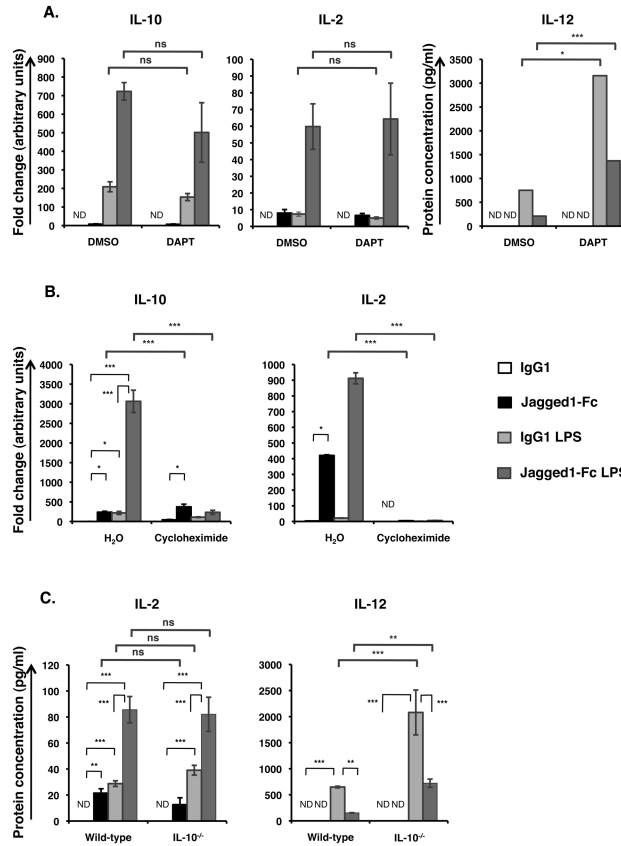 A.
IL-10
IL-2
IL-12
Fold change (arbitrary units)
ns
ns
900
800
700
600
500
400
300
200
100
0
ND
ND
DMSO
DAPT
ns
ns
100
90
80
70
60
50
40
30
20
10
0
ND
ND
DMSO
DAPT
Protein concentration (pg/ml)
***
*
3500
3000
2500
2000
1500
1000
500
0
ND ND
ND ND
DMSO
DAPT
B.
IL-10
IL-2
Fold change (arbitrary units)
***
***
4000
3500
3000
2500
2000
1500
1000
500
0
***
***
*
*
*
H2O
Cycloheximide
***
***
900
800
700
600
500
400
300
200
100
0
*
ND
H2O
Cycloheximide
IgG1
Jagged1-Fc
IgG1 LPS
Jagged1-Fc LPS
C.
IL-2
IL-12
Protein concentration (pg/ml)
ns
ns
ns
120
100
80
60
40
20
0
***
***
***
**
***
***
***
ND
ND
Wild-type
IL-10-/-
**
***
3000
2500
2000
1500
1000
500
0
***
**
***
***
ND ND
ND ND
Wild-type
IL-10-/-